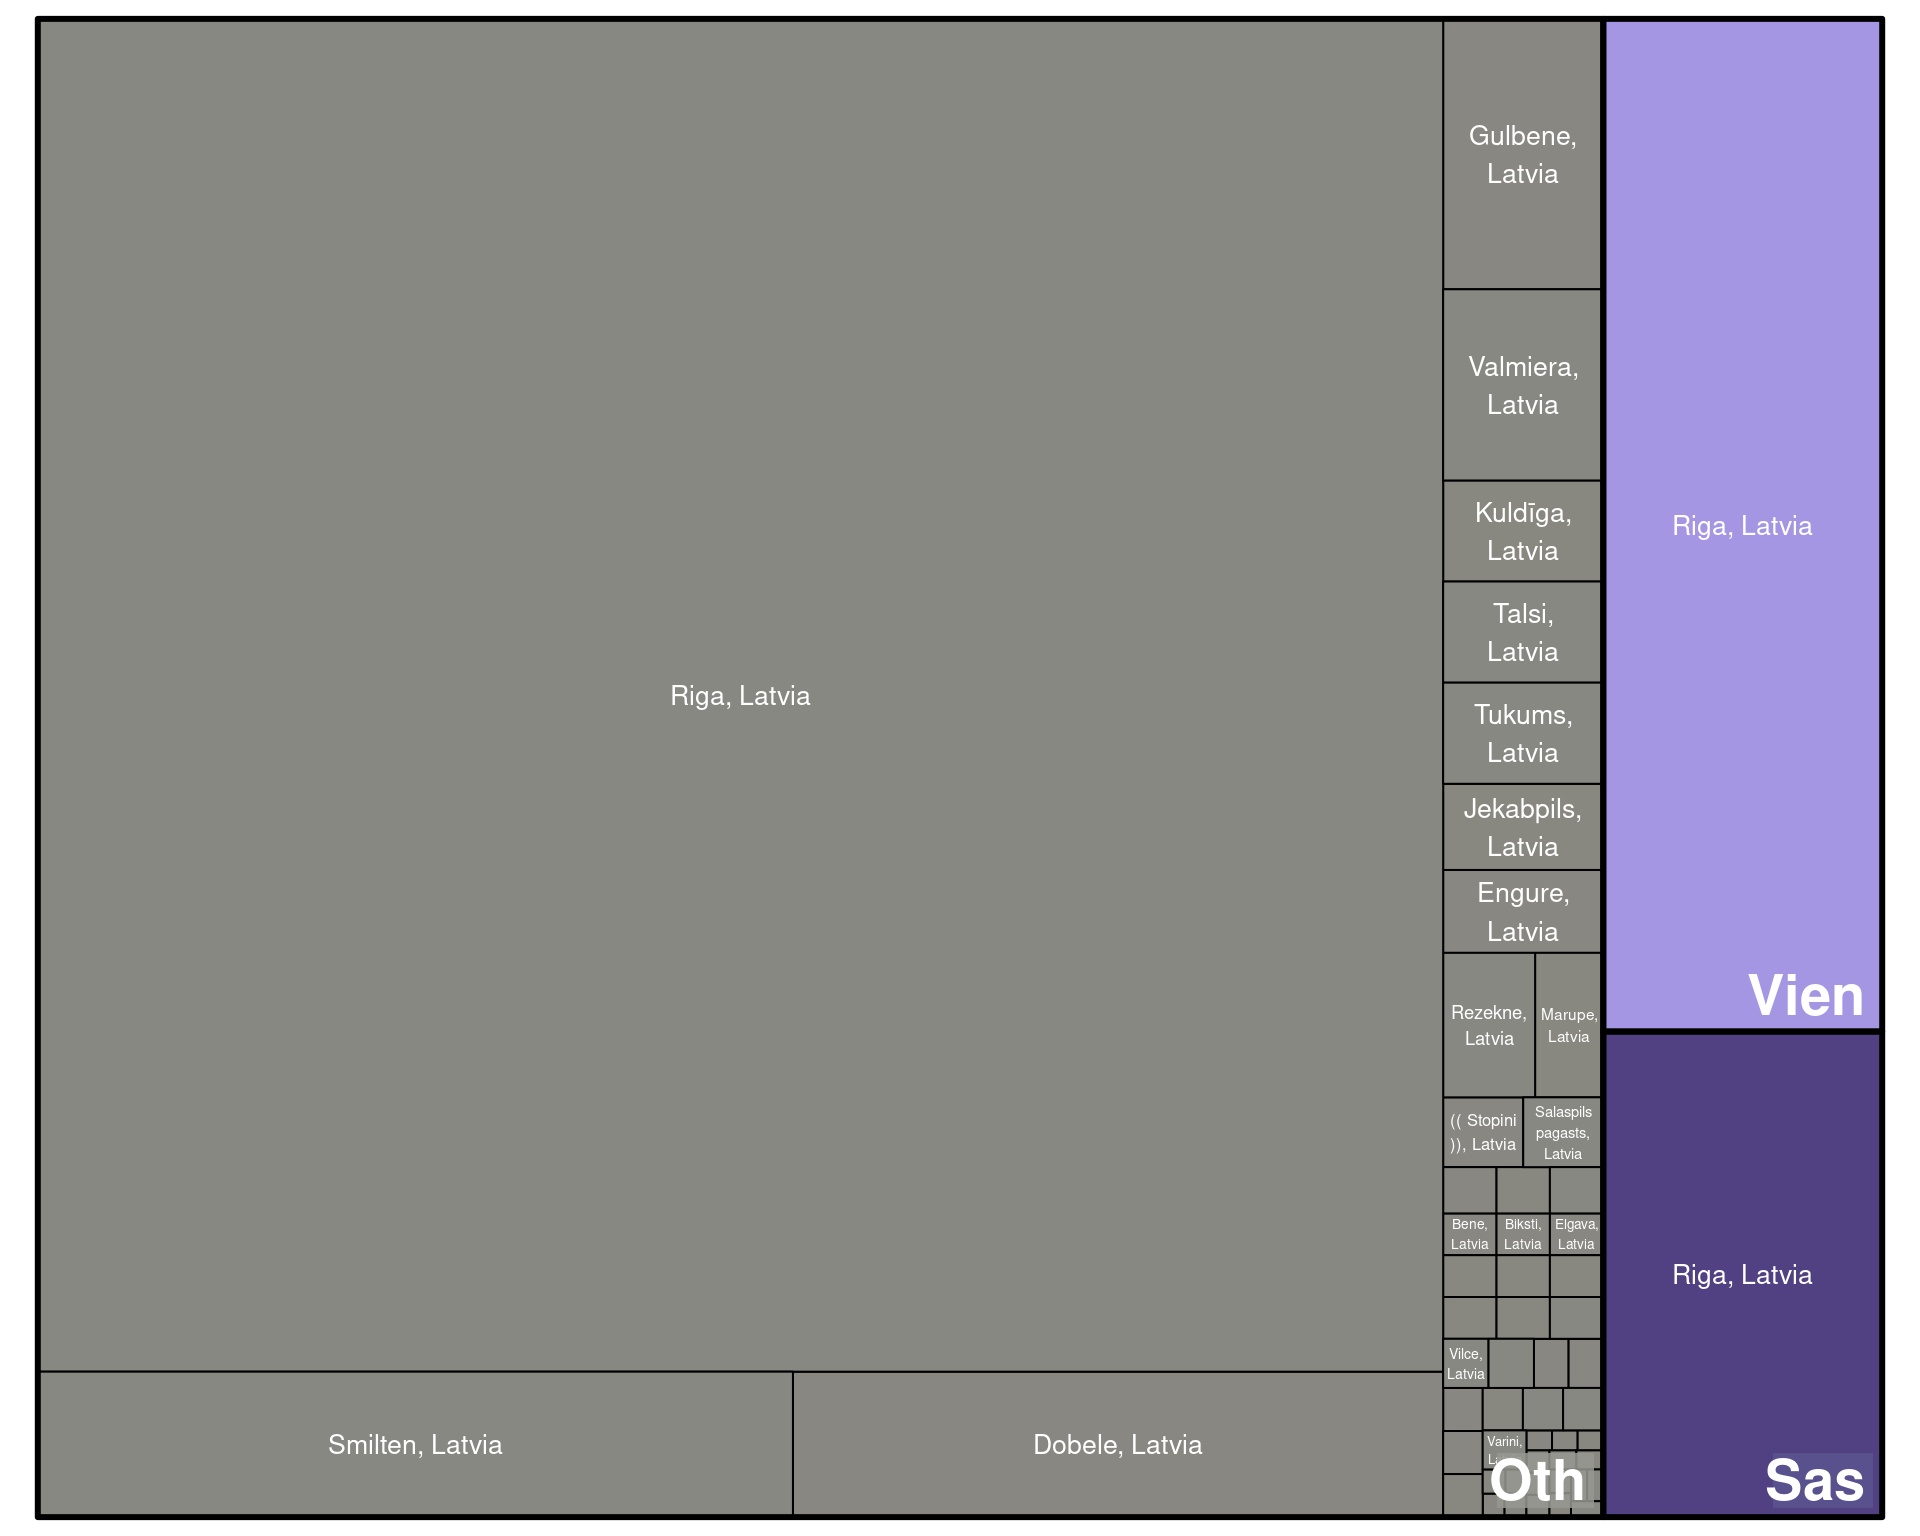 Riga, Latvia
Smilten, Latvia
Dobele, Latvia
Gulbene,
Latvia
Valmiera,
Latvia
Kuldīga,
Latvia
Talsi,
Latvia
Tukums,
Latvia
Jekabpils,
Latvia
Engure,
Latvia
Rezekne,
Latvia
Marupe,
Latvia
(( Stopini
)), Latvia
Salaspils
pagasts,
Latvia
Bene,
Latvia
Biksti,
Latvia
Elgava,
Latvia
Vilce,
Latvia
Varini,
Oth
Riga, Latvia
Vien
Riga, Latvia
Sas